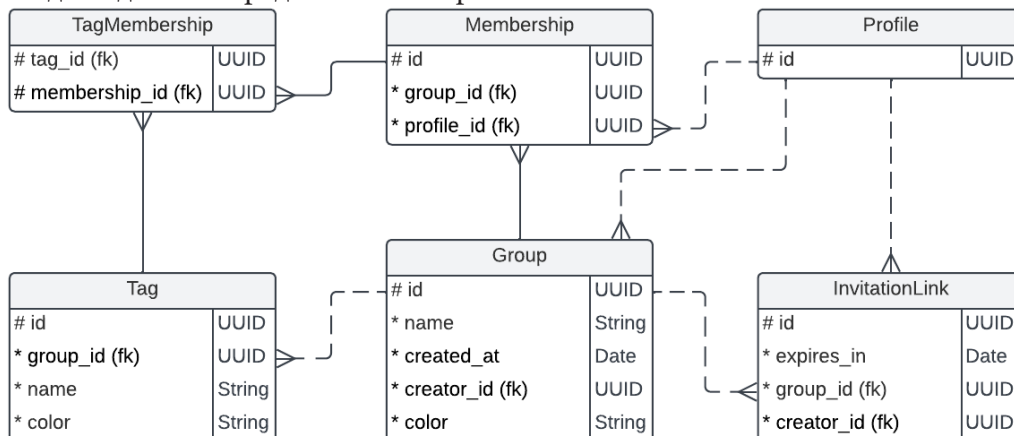 TagMembership
# tag_id (fk) UUID
# membership_id (fk) UUID
Membership
# id UUID
* group_id (fk) UUID
* profile_id (fk) UUID
Profile
# id UUID
Tag
# id UUID
* group_id (fk) UUID
* name String
* color String
Group
# id UUID
* name String
* created_at Date
* creator_id (fk) UUID
* color String
InvitationLink
# id UUID
* expires_in Date
* group_id (fk) UUID
* creator_id (fk) UUID